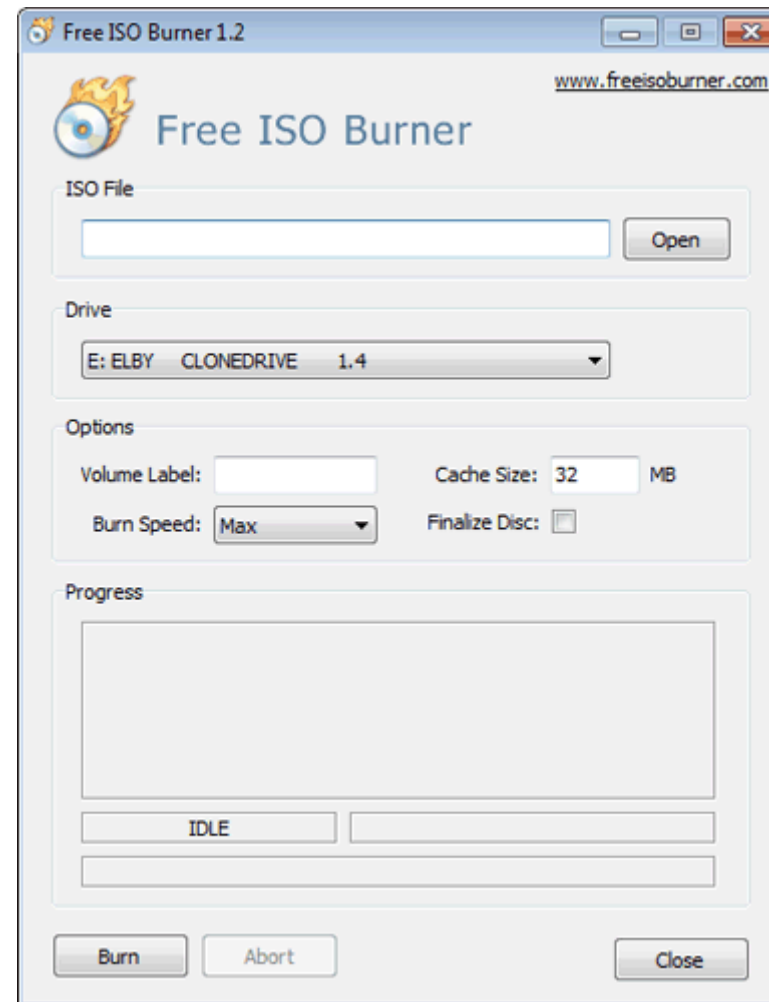 Free ISO Burner 1.2
www.freeisoburner.com
Free ISO Burner
ISO File
Open
Drive
E: ELBY CLONEDRIVE 1.4
Options
Volume Label: Cache Size: 32 MB
Burn Speed: Max Finalize Disc:
Progress
IDLE
Burn Abort Close